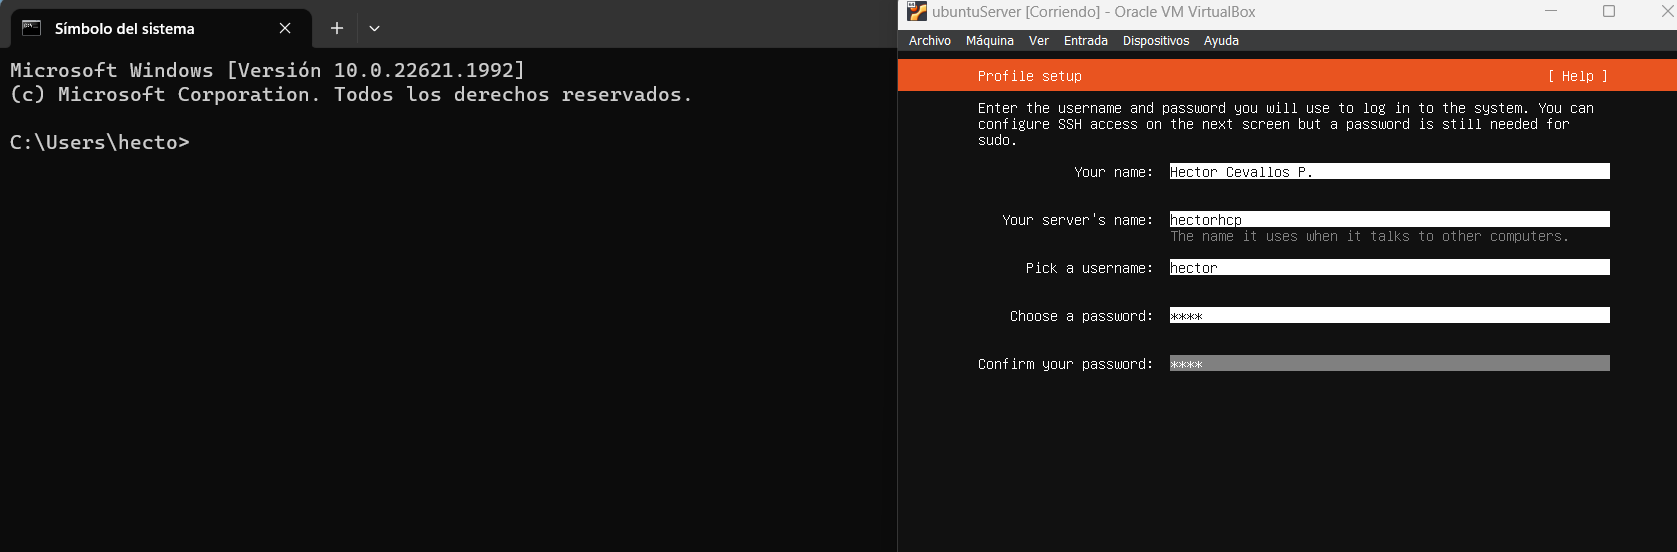 Símbolo del sistema
Microsoft Windows [Versión 10.0.22621.1992]
(c) Microsoft Corporation. Todos los derechos reservados.
C:\Users\hecto>
ubuntuServer [Corriendo] - Oracle VM VirtualBox
Archivo Máquina Ver Entrada Dispositivos Ayuda
Profile setup [ Help ]
Enter the username and password you will use to log in to the system. You can
configure SSH access on the next screen but a password is still needed for
sudo.
Your name: Hector Cevallos P.
Your server's name: hectorhcp
The name it uses when it talks to other computers.
Pick a username: hector
Choose a password: ****
Confirm your password: ****